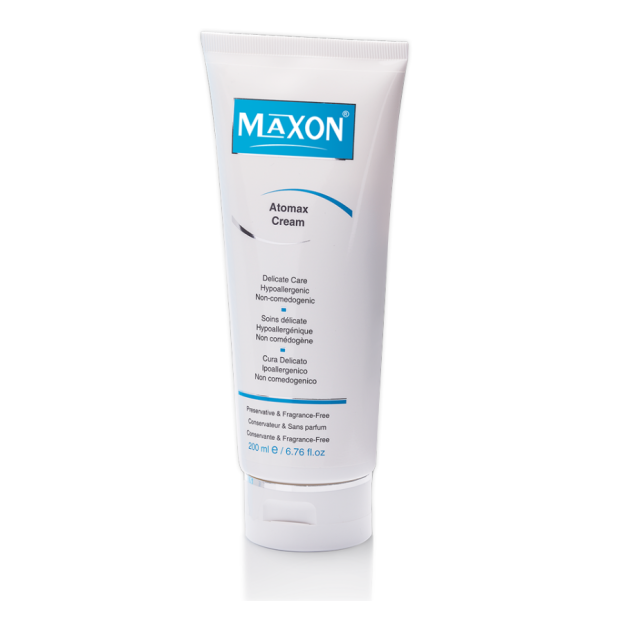 MAXON®
Atomax
Cream
Delicate Care
Hypoallergenic
Non-comedogenic
Soins délicate
Hypoallergénique
Non comédogène
Cura Delicato
Ipoallergenico
Non comedogenico
Preservative & Fragrance-Free
Conservateur & Sans parfum
Conservante & Fragrance-Free
200 ml ℮ / 6.76 fl.oz